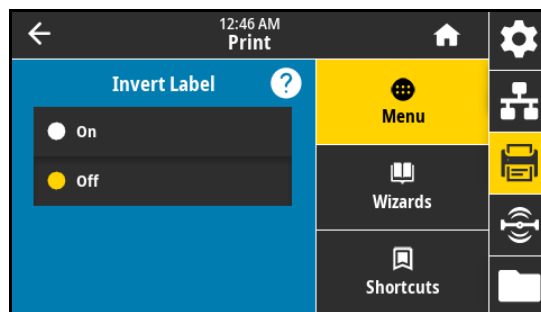 12:46 AM
Print
Invert Label
?
On
Off
Menu
Wizards
Shortcuts